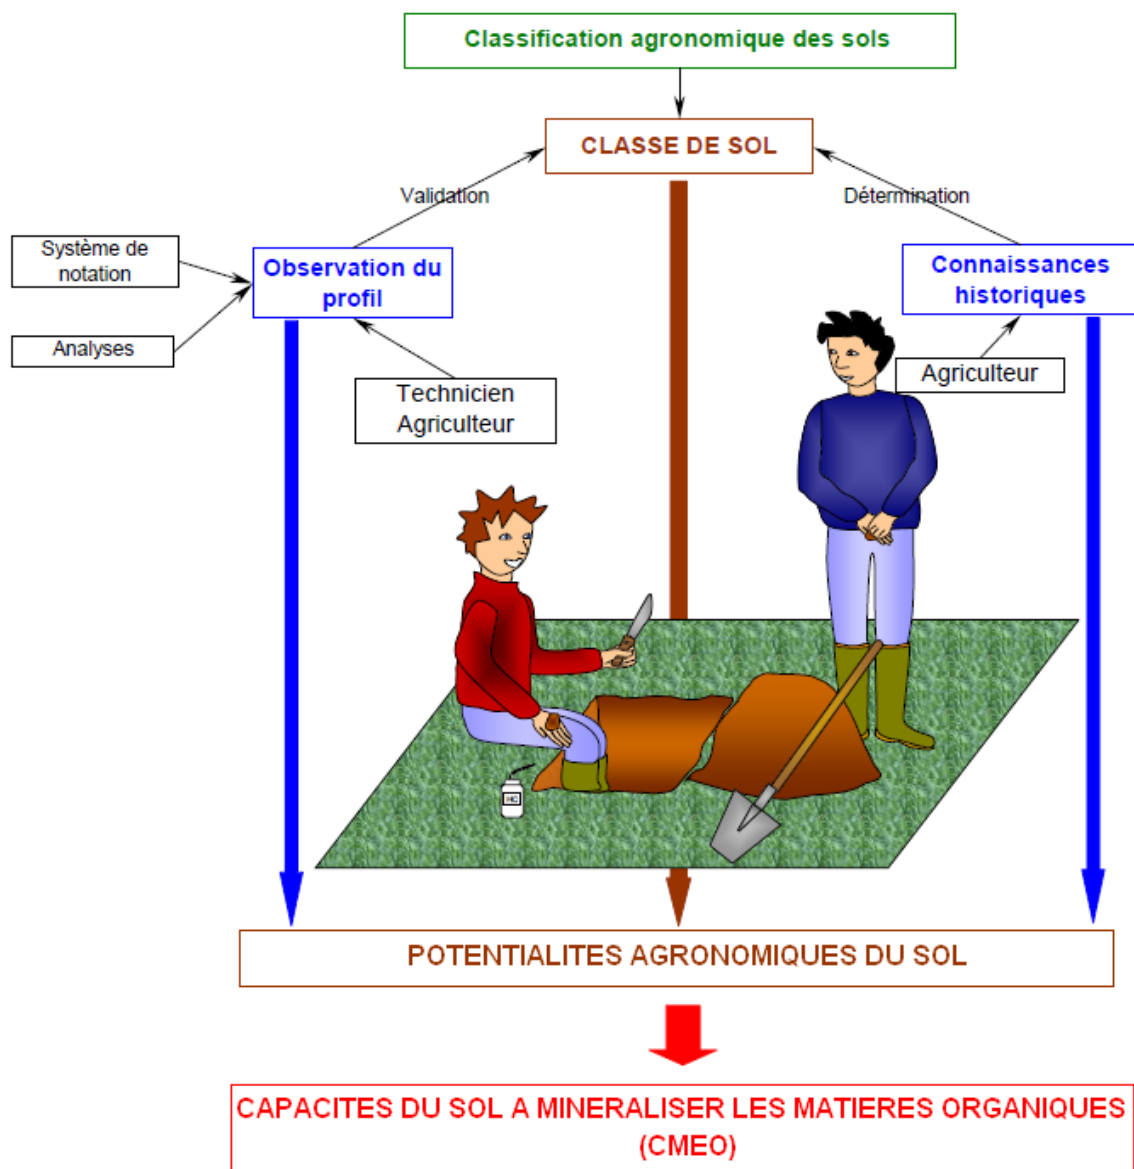 Classification agronomique des sols
CLASSE DE SOL
Validation
Détermination
Système de
notation
Observation du
profil
Connaissances
historiques
Analyses
Technicien
Agriculteur
Agriculteur
HC
POTENTIALITES AGRONOMIQUES DU SOL
CAPACITES DU SOL A MINERALISER LES MATIERES ORGANIQUES
(CMEO)